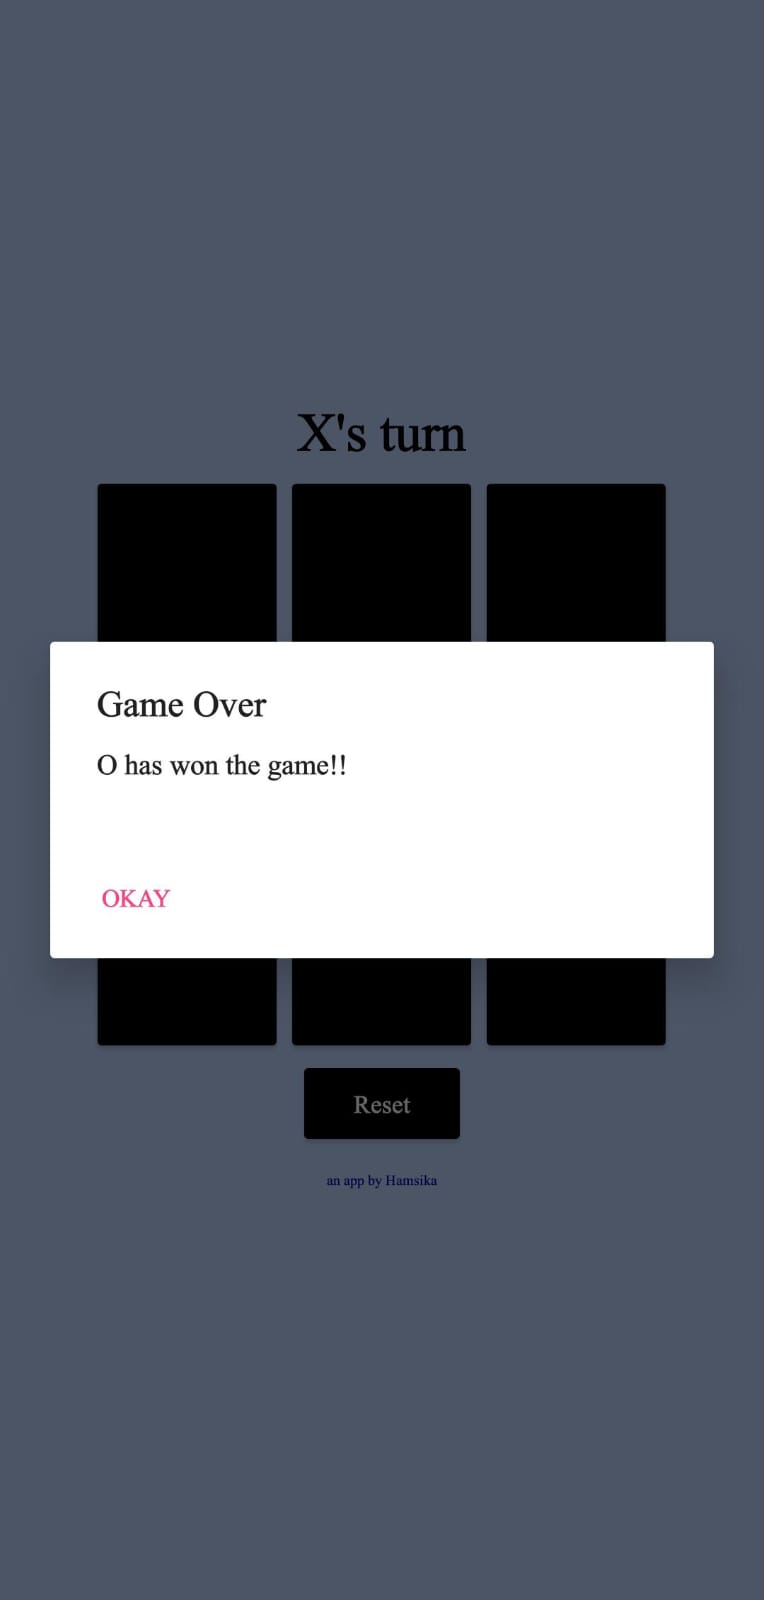 X's turn
Game Over
O has won the game!!
OKAY
Reset
an app by Hamsika